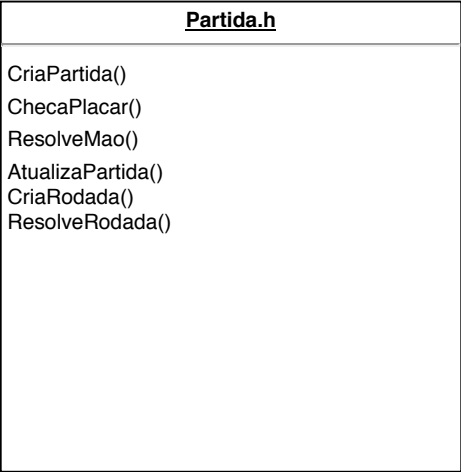 Partida.h
CriaPartida()
ChecaPlacar()
ResolveMao()
AtualizaPartida()
CriaRodada()
ResolveRodada()